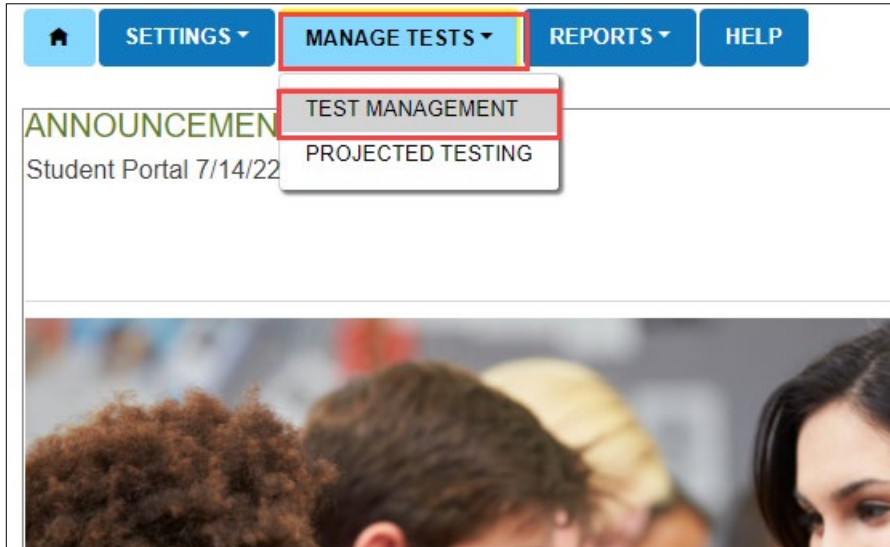 SETTINGS MANAGE TESTS REPORTS HELP
TEST MANAGEMENT
PROJECTED TESTING
ANNOUNCEMEN
Student Portal 7/14/22